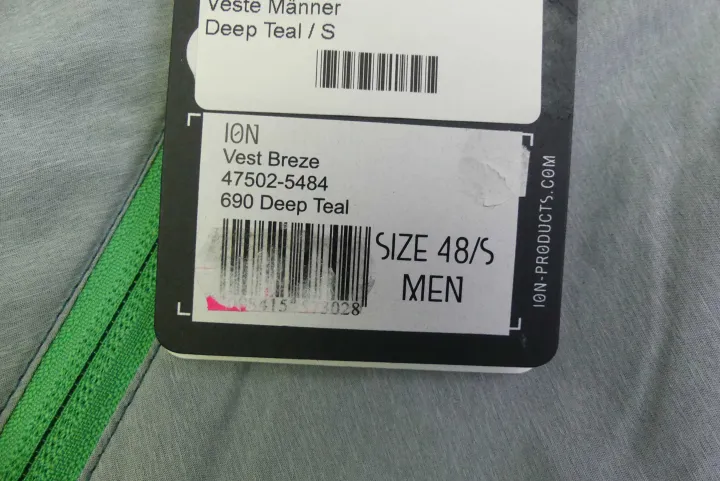 Veste Männer
Deep Teal / S
ION
Vest Breze
47502-5484
690 Deep Teal
SIZE 48/S
MEN
ION-PRODUCTS.COM